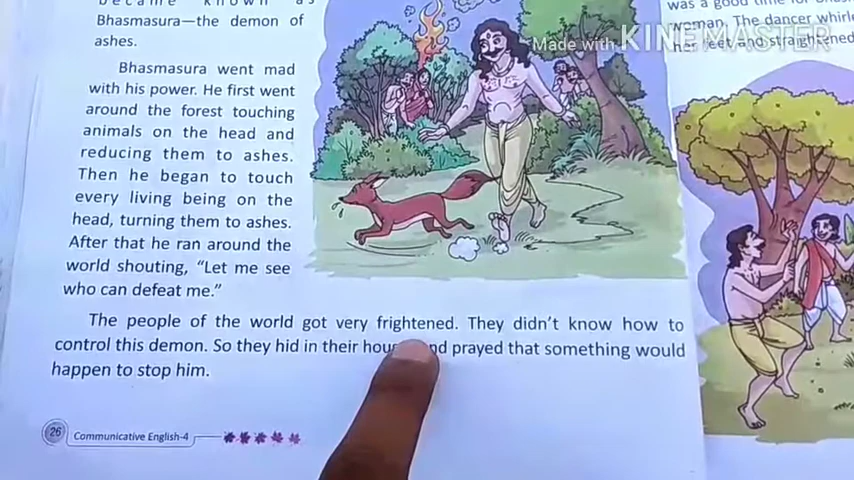 became known as
Bhasmasura—the demon of
ashes.
Bhasmasura went mad
with his power. He first went
around the forest touching
animals on the head and
reducing them to ashes.
Then he began to touch
every living being on the
head, turning them to ashes.
After that he ran around the
world shouting, “Let me see
who can defeat me.”
The people of the world got very frightened. They didn’t know how to
control this demon. So they hid in their and prayed that something would
happen to stop him.
26 Communicative English-4
was a good time for
woman. The dancer
her feet and straightened
Made with KINEMASTER